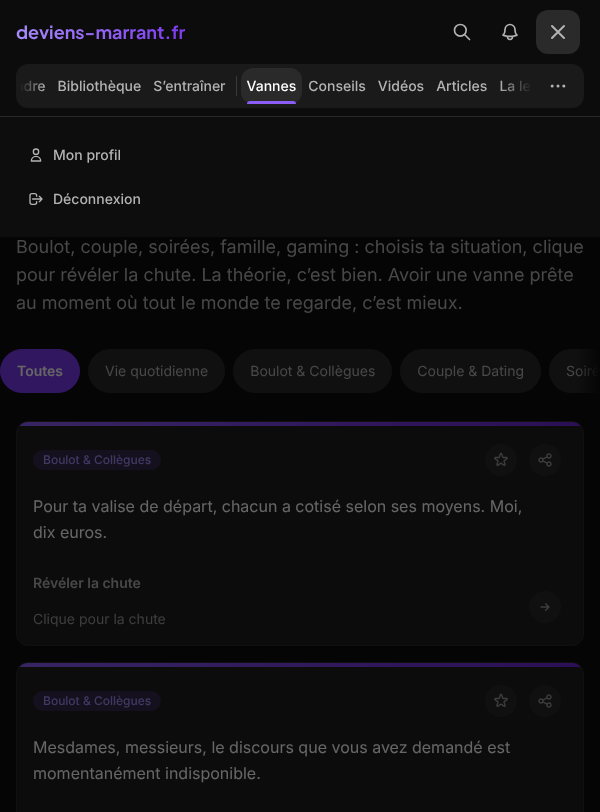 deviens-marrant.fr
dre Bibliothèque S'entraîner Vannes Conseils Vidéos Articles La le
Mon profil
Déconnexion
Boulot, couple, soirées, famille, gaming : choisis ta situation, clique
pour révéler la chute. La théorie, c'est bien. Avoir une vanne prête
au moment où tout le monde te regarde, c'est mieux.
Toutes Vie quotidienne Boulot & Collègues Couple & Dating Soir
Boulot & Collègues
Pour ta valise de départ, chacun a cotisé selon ses moyens. Moi,
dix euros.
Révéler la chute
Clique pour la chute
Boulot & Collègues
Mesdames, messieurs, le discours que vous avez demandé est
momentanément indisponible.